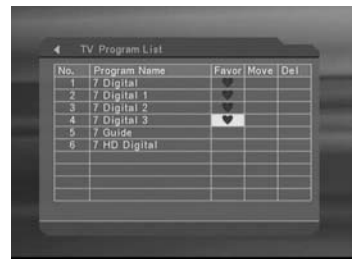 TV Program List
No. Program Name Favor Move Del
1 7 Digital
2 7 Digital 1
3 7 Digital 2
4 7 Digital 3
5 7 Guide
6 7 HD Digital